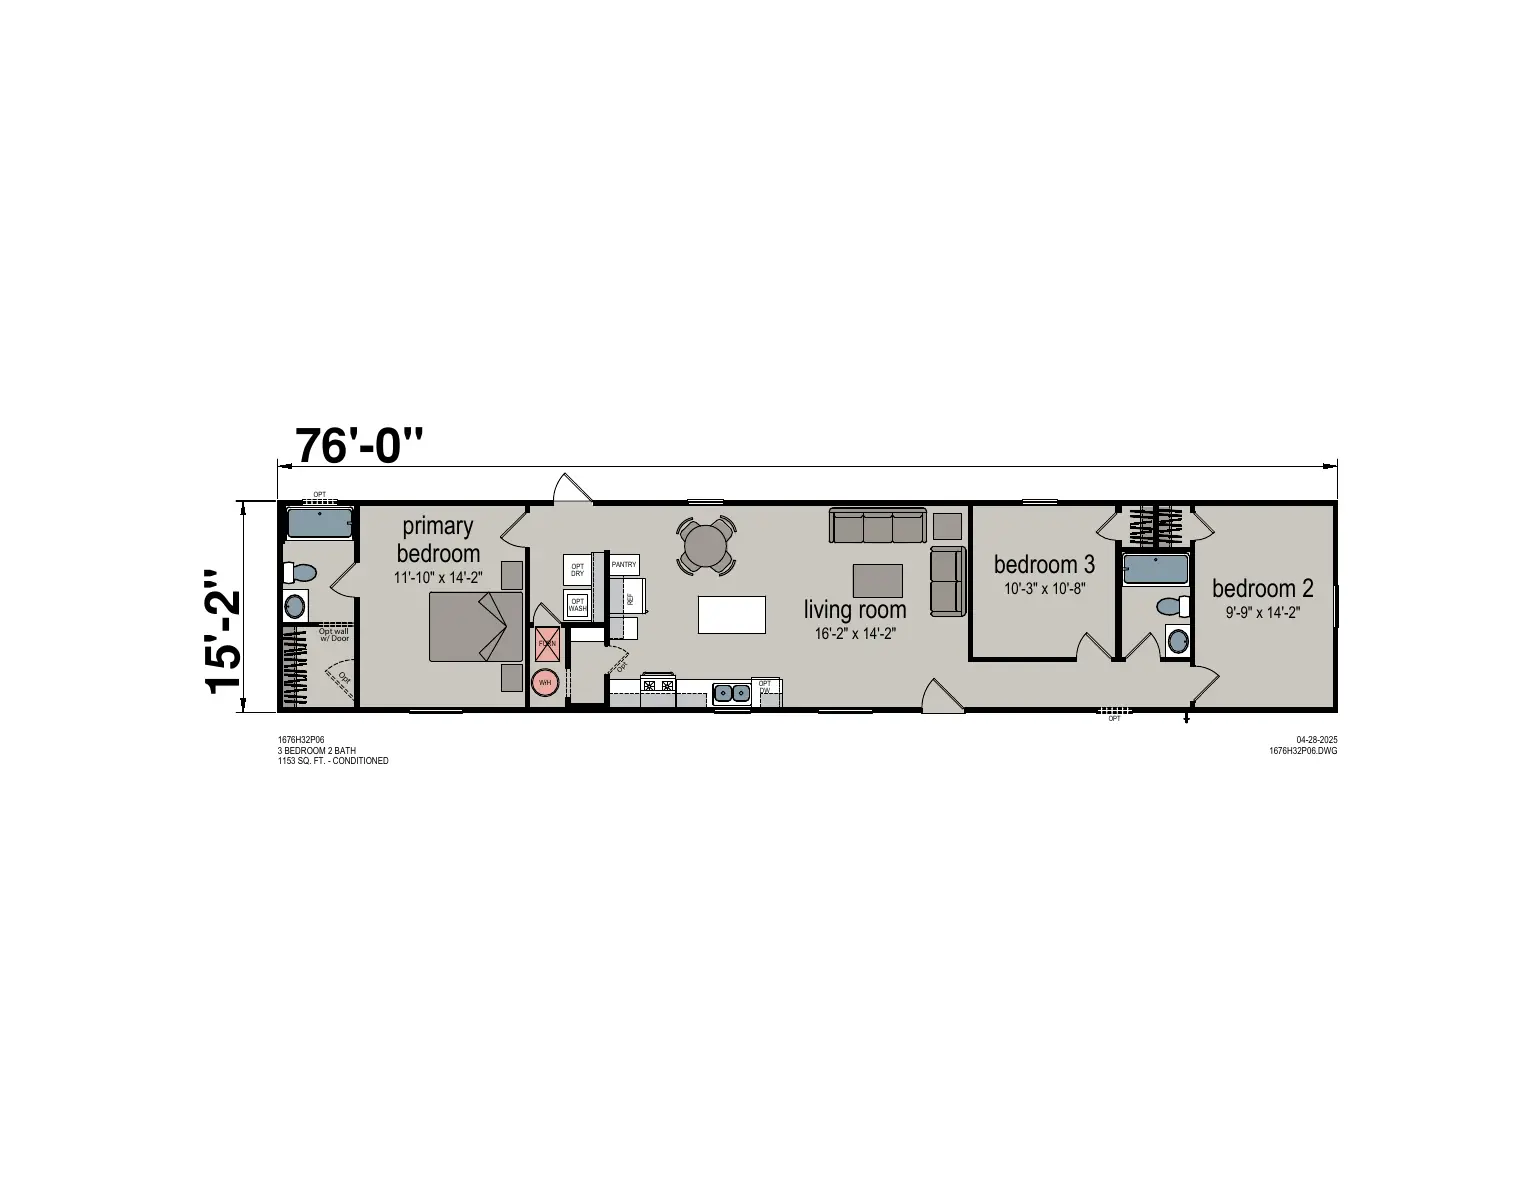 76'-0"
15'-2"
OPT
primary
bedroom
11'-10" x 14'-2"
OPT
DRY
OPT
WASH
PANTRY
REF
FURN
W/H
Opt wall
w/ Door
Opt
Opt
OPT
DW
living room
16'-2" x 14'-2"
bedroom 3
10'-3" x 10'-8"
bedroom 2
9'-9" x 14'-2"
OPT
1676H32P06
3 BEDROOM 2 BATH
1153 SQ. FT. - CONDITIONED
04-28-2025
1676H32P06.DWG